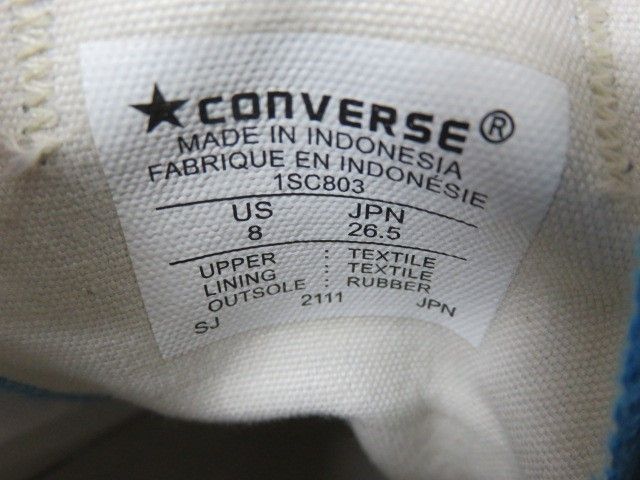 ★CONVERSE®
MADE IN INDONESIA
FABRIQUE EN INDONÉSIE
1SC803
US JPN
8 26.5
UPPER : TEXTILE
LINING : TEXTILE
OUTSOLE : RUBBER
SJ 2111 JPN